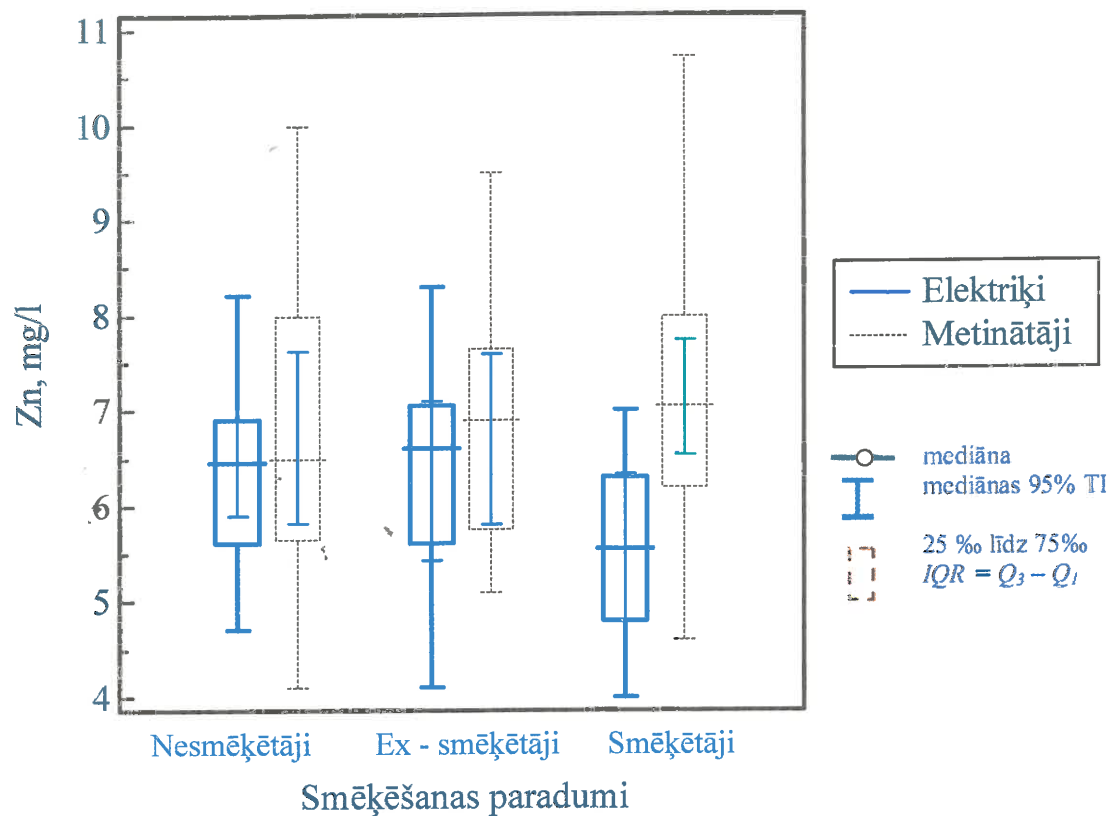 11
10
9
8
7
6
5
4
Zn, mg/l
Nesmēķētāji
Ex - smēķētāji
Smēķētāji
Smēķēšanas paradumi
Elektriķi
Metinātāji
mediāna
mediānas 95% TI
25 ‰ līdz 75‰
IQR = Q₃ – Q₁